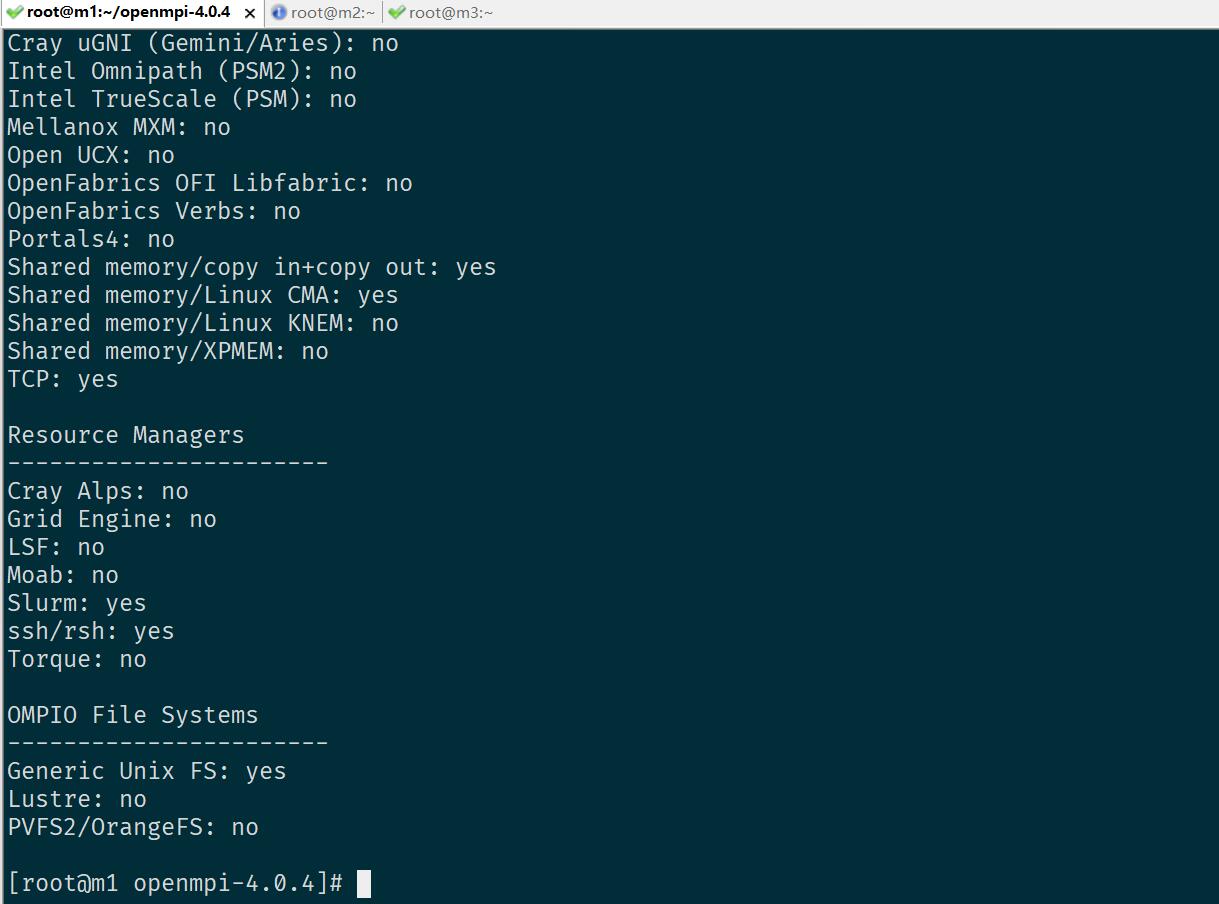 root@m1:~/openmpi-4.0.4 × root@m2:~ root@m3:~
Cray uGNI (Gemini/Aries): no
Intel Omnipath (PSM2): no
Intel TrueScale (PSM): no
Mellanox MXM: no
Open UCX: no
OpenFabrics OFI Libfabric: no
OpenFabrics Verbs: no
Portals4: no
Shared memory/copy in+copy out: yes
Shared memory/Linux CMA: yes
Shared memory/Linux KNEM: no
Shared memory/XPMEM: no
TCP: yes
Resource Managers
-----------------------
Cray Alps: no
Grid Engine: no
LSF: no
Moab: no
Slurm: yes
ssh/rsh: yes
Torque: no
OMPIO File Systems
-----------------------
Generic Unix FS: yes
Lustre: no
PVFS2/OrangeFS: no
[root@m1 openmpi-4.0.4]#